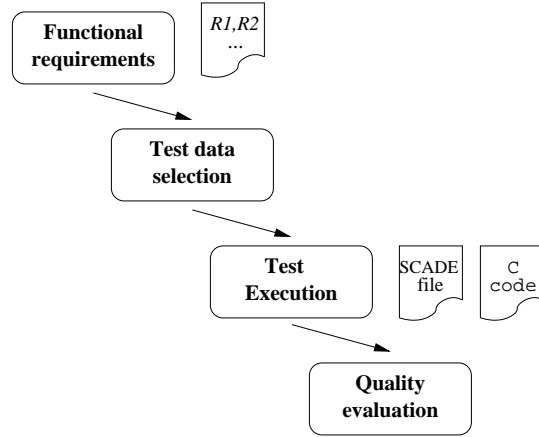 Functional
requirements
R1,R2
...
Test data
selection
Test
Execution
SCADE
file
C
code
Quality
evaluation